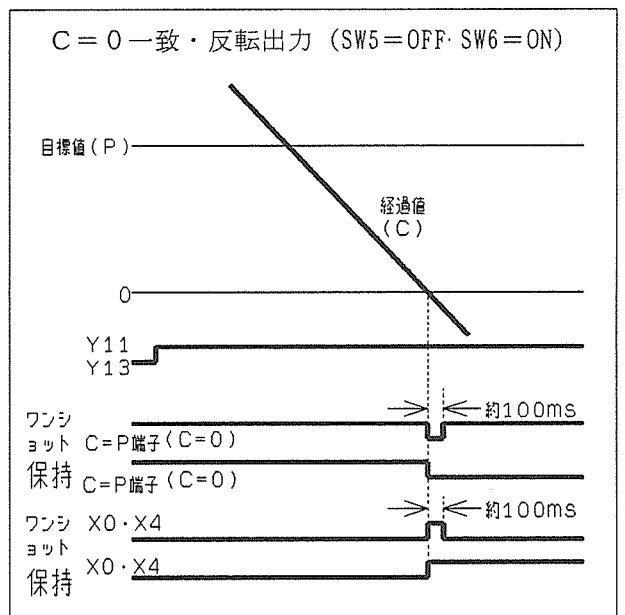 C=0一致・反転出力 (SW5=OFF・SW6=ON)
目標値(P)
経過値
(C)
0
Y11
Y13
約100ms
ワンシ
ョット C=P端子(C=0)
保持 C=P端子(C=0)
約100ms
ワンシ X0・X4
ョット
保持 X0・X4